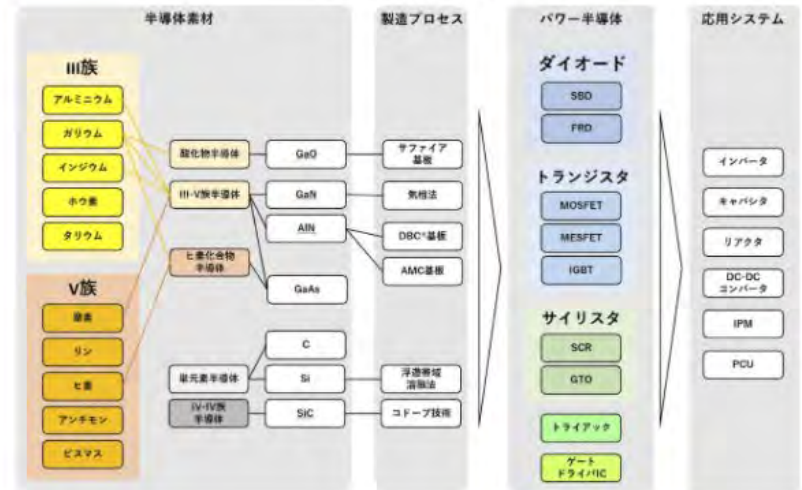 半導体素材
製造プロセス
パワー半導体
応用システム
III族
アルミニウム
ガリウム
インジウム
ホウ素
タリウム
V族
窒素
リン
ヒ素
アンチモン
ビスマス
酸化物半導体
III-V族半導体
ヒ素化合物
半導体
単元素半導体
IV-IV族
半導体
GaO
GaN
AlN
GaAs
C
Si
SiC
サファイア
基板
気相法
DBC*基板
AMC基板
浮遊帯域
溶融法
コドープ技術
ダイオード
SBD
FRD
トランジスタ
MOSFET
MESFET
IGBT
サイリスタ
SCR
GTO
トライアック
ゲート
ドライバIC
インバータ
キャパシタ
リアクタ
DC-DC
コンバータ
IPM
PCU